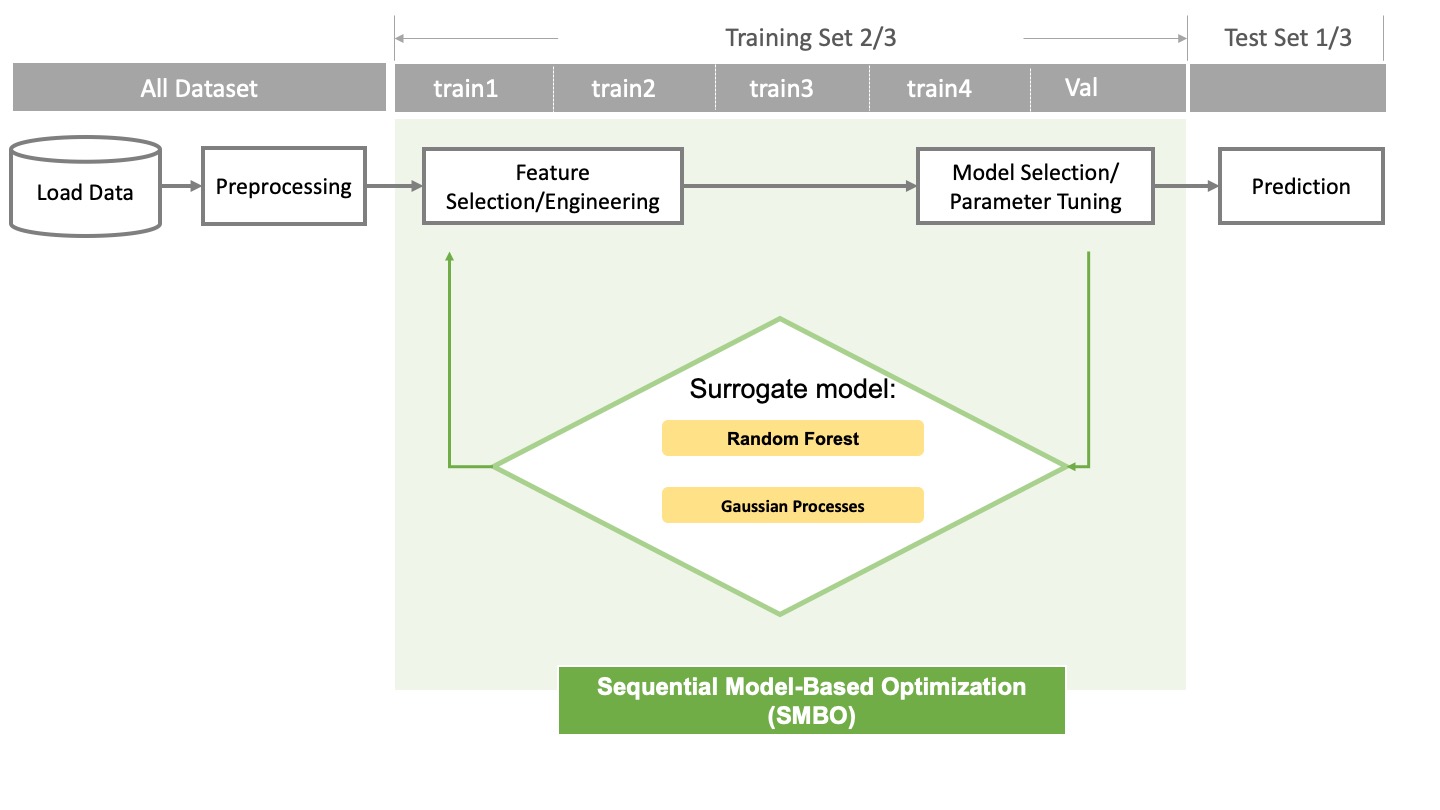 Training Set 2/3
Test Set 1/3
All Dataset
train1
train2
train3
train4
Val
Load Data
Preprocessing
Feature
Selection/Engineering
Model Selection/
Parameter Tuning
Prediction
Surrogate model:
Random Forest
Gaussian Processes
Sequential Model-Based Optimization
(SMBO)